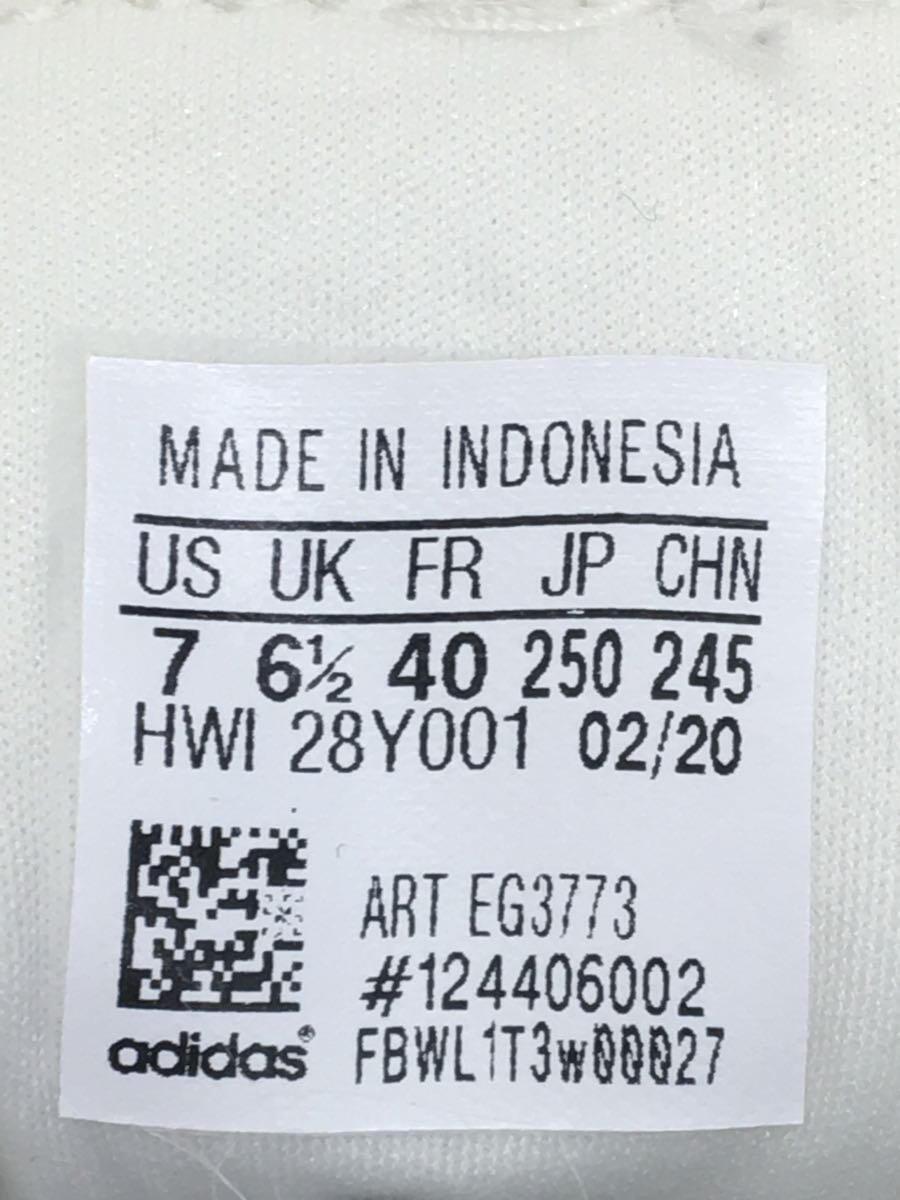 MADE IN INDONESIA
US UK FR JP CHN
7 6½ 40 250 245
HWI 28Y001 02/20
ART EG3773
#124406002
adidas® FBWL1T3w00027